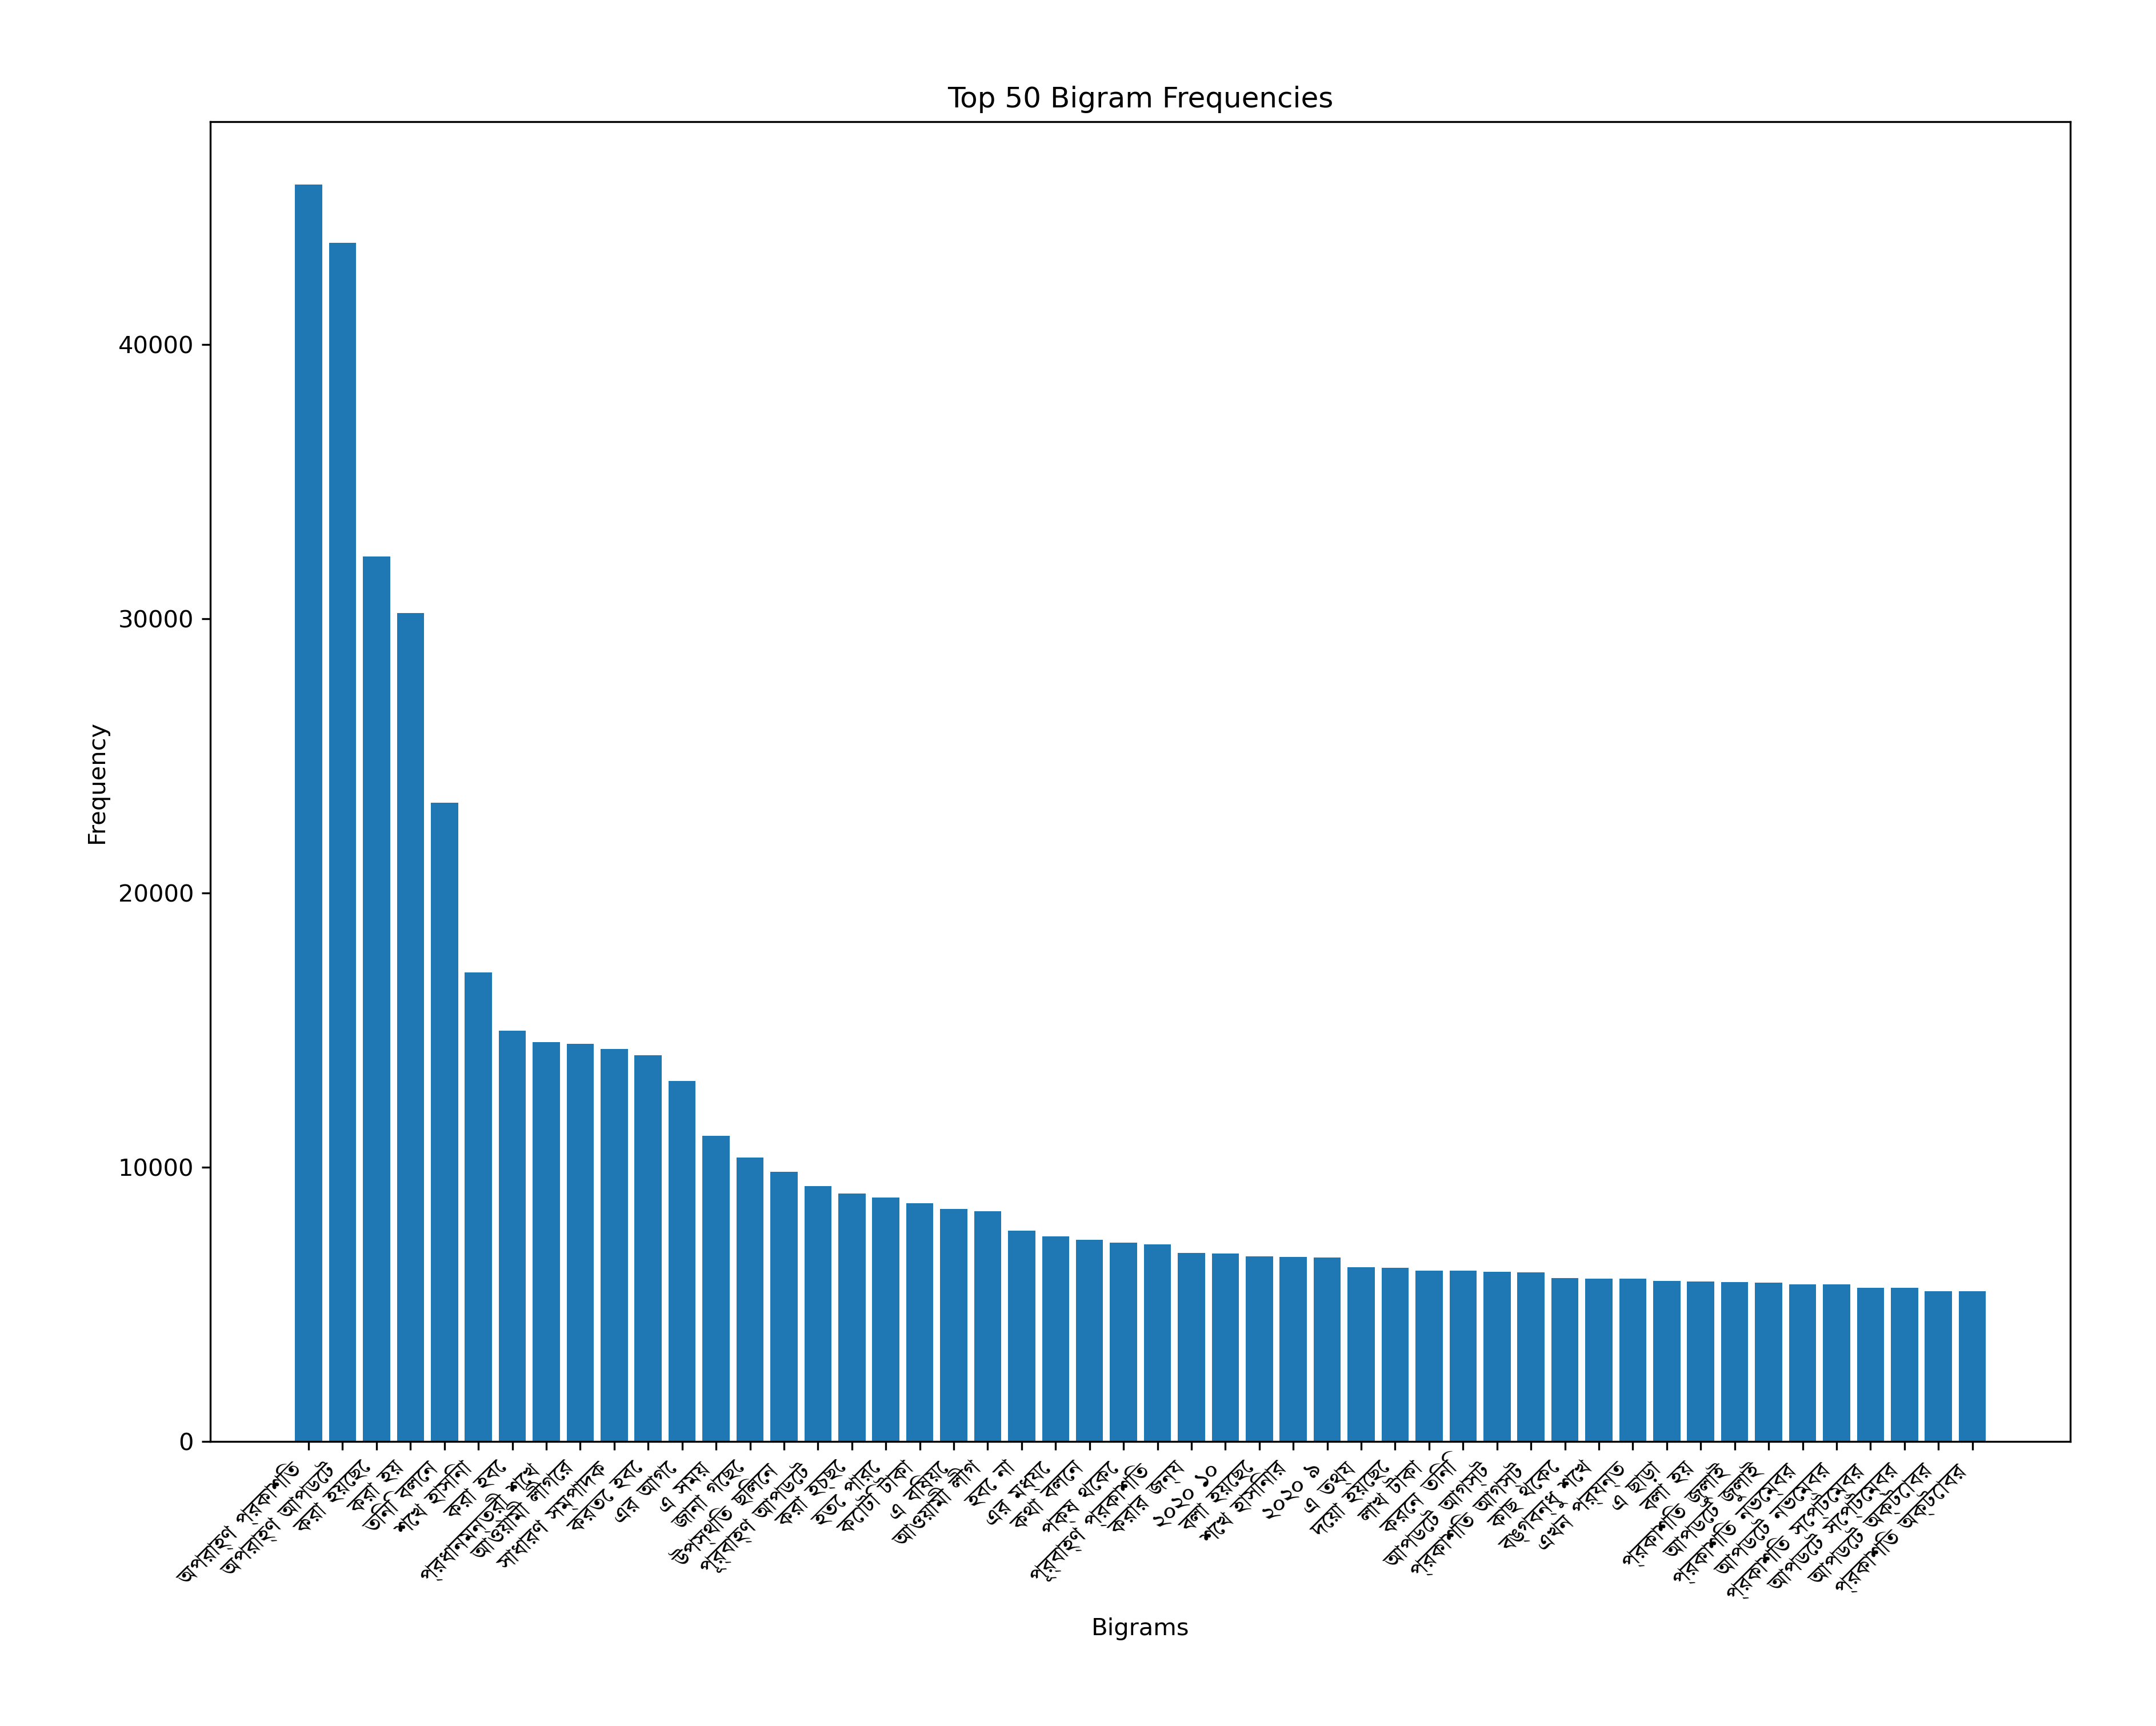 Top 50 Bigram Frequencies
Frequency
40000
30000
20000
10000
0
অপরাহ্ণ প্রকাশিত
অপরাহ্ণ আপডেট
করা হয়েছে
করা হয়
তিনি বলেন
শেখ হাসিনা
করা হবে
প্রধানমন্ত্রী শেখ
আওয়ামী লীগের
সাধারণ সম্পাদক
করতে হবে
এর আগে
এ সময়
জানা গেছে
উপস্থিত ছিলেন
পূর্বাহ্ণ আপডেট
করা হচ্ছে
হতে পারে
কোটি টাকা
এ বিষয়ে
আওয়ামী লীগ
হবে না
এর মধ্যে
কথা বলেন
পক্ষ থেকে
পূর্বাহ্ণ প্রকাশিত
করার জন্য
২০২০ ১০
বলা হয়েছে
শেখ হাসিনার
২০২০ ৯
এ তথ্য
দেয়া হয়েছে
লাখ টাকা
করেন তিনি
আপডেট আগস্ট
প্রকাশিত আগস্ট
কাছ থেকে
বঙ্গবন্ধু শেখ
এখন পর্যন্ত
এ ছাড়া
বলা হয়
প্রকাশিত জুলাই
আপডেট জুলাই
প্রকাশিত নভেম্বর
আপডেট নভেম্বর
প্রকাশিত সেপ্টেম্বর
আপডেট সেপ্টেম্বর
আপডেট অক্টোবর
প্রকাশিত অক্টোবর
Bigrams